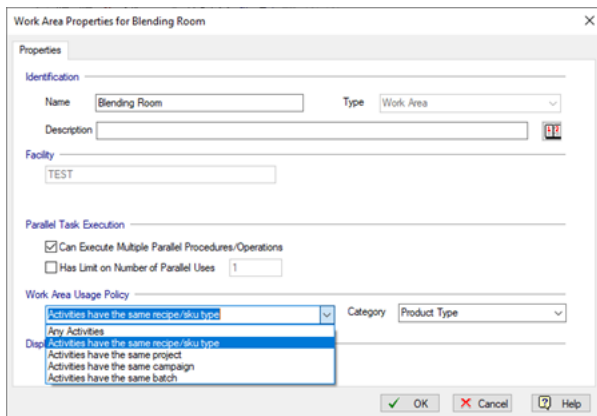 Work Area Properties for Blending Room
Properties
Identification
Name Blending Room Type Work Area
Description
Facility
TEST
Parallel Task Execution
Can Execute Multiple Parallel Procedures/Operations
Has Limit on Number of Parallel Uses 1
Work Area Usage Policy
Activities have the same recipe/sku type Category Product Type
Any Activities
Disp Activities have the same recipe/sku type
Activities have the same project
Activities have the same campaign
Activities have the same batch
OK Cancel Help